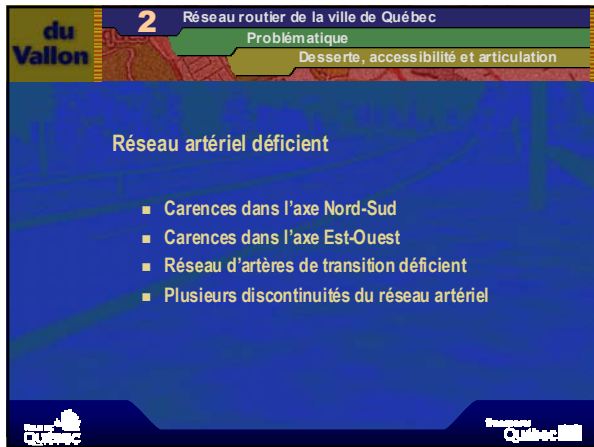 du
Vallon
2
Réseau routier de la ville de Québec
Problématique
Desserte, accessibilité et articulation
Réseau artériel déficient
■ Carences dans l'axe Nord-Sud
■ Carences dans l'axe Est-Ouest
■ Réseau d'artères de transition déficient
■ Plusieurs discontinuités du réseau artériel
Québec
Québec